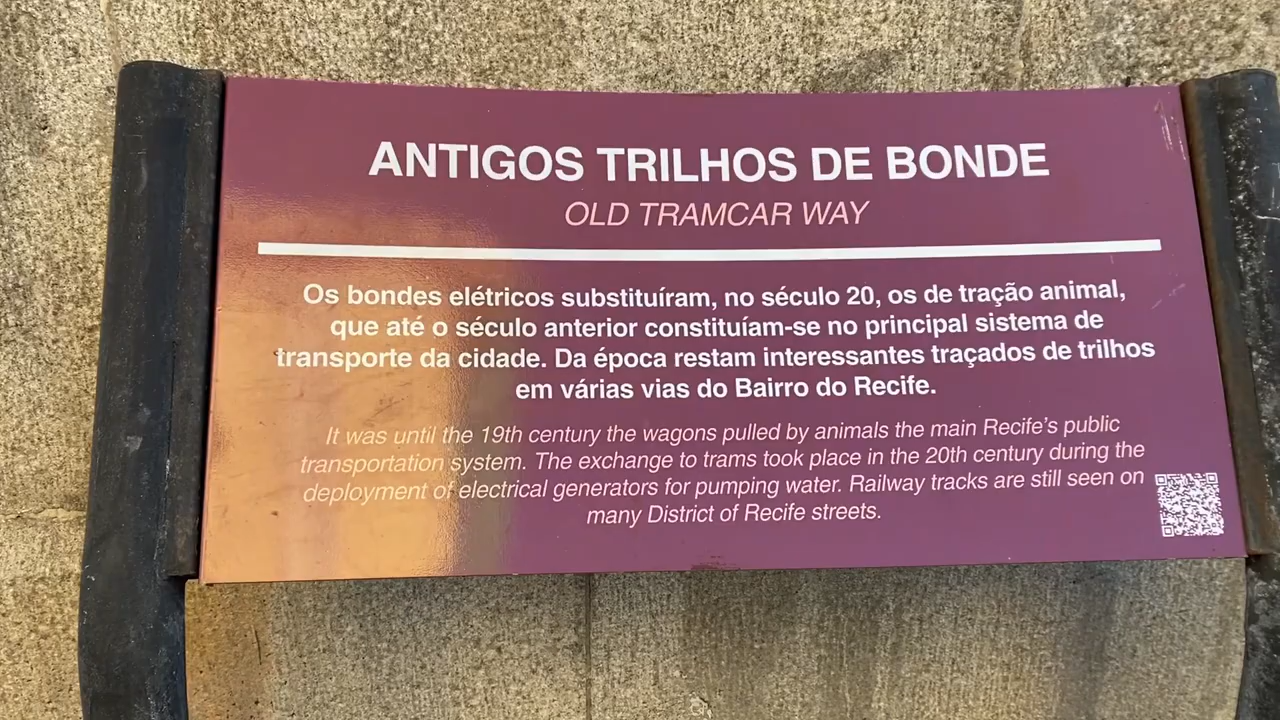 ANTIGOS TRILHOS DE BONDE
OLD TRAMCAR WAY
Os bondes elétricos substituíram, no século 20, os de tração animal,
que até o século anterior constituíam-se no principal sistema de
transporte da cidade. Da época restam interessantes traçados de trilhos
em várias vias do Bairro do Recife.
It was until the 19th century the wagons pulled by animals the main Recife's public
transportation system. The exchange to trams took place in the 20th century during the
deployment of electrical generators for pumping water. Railway tracks are still seen on
many District of Recife streets.